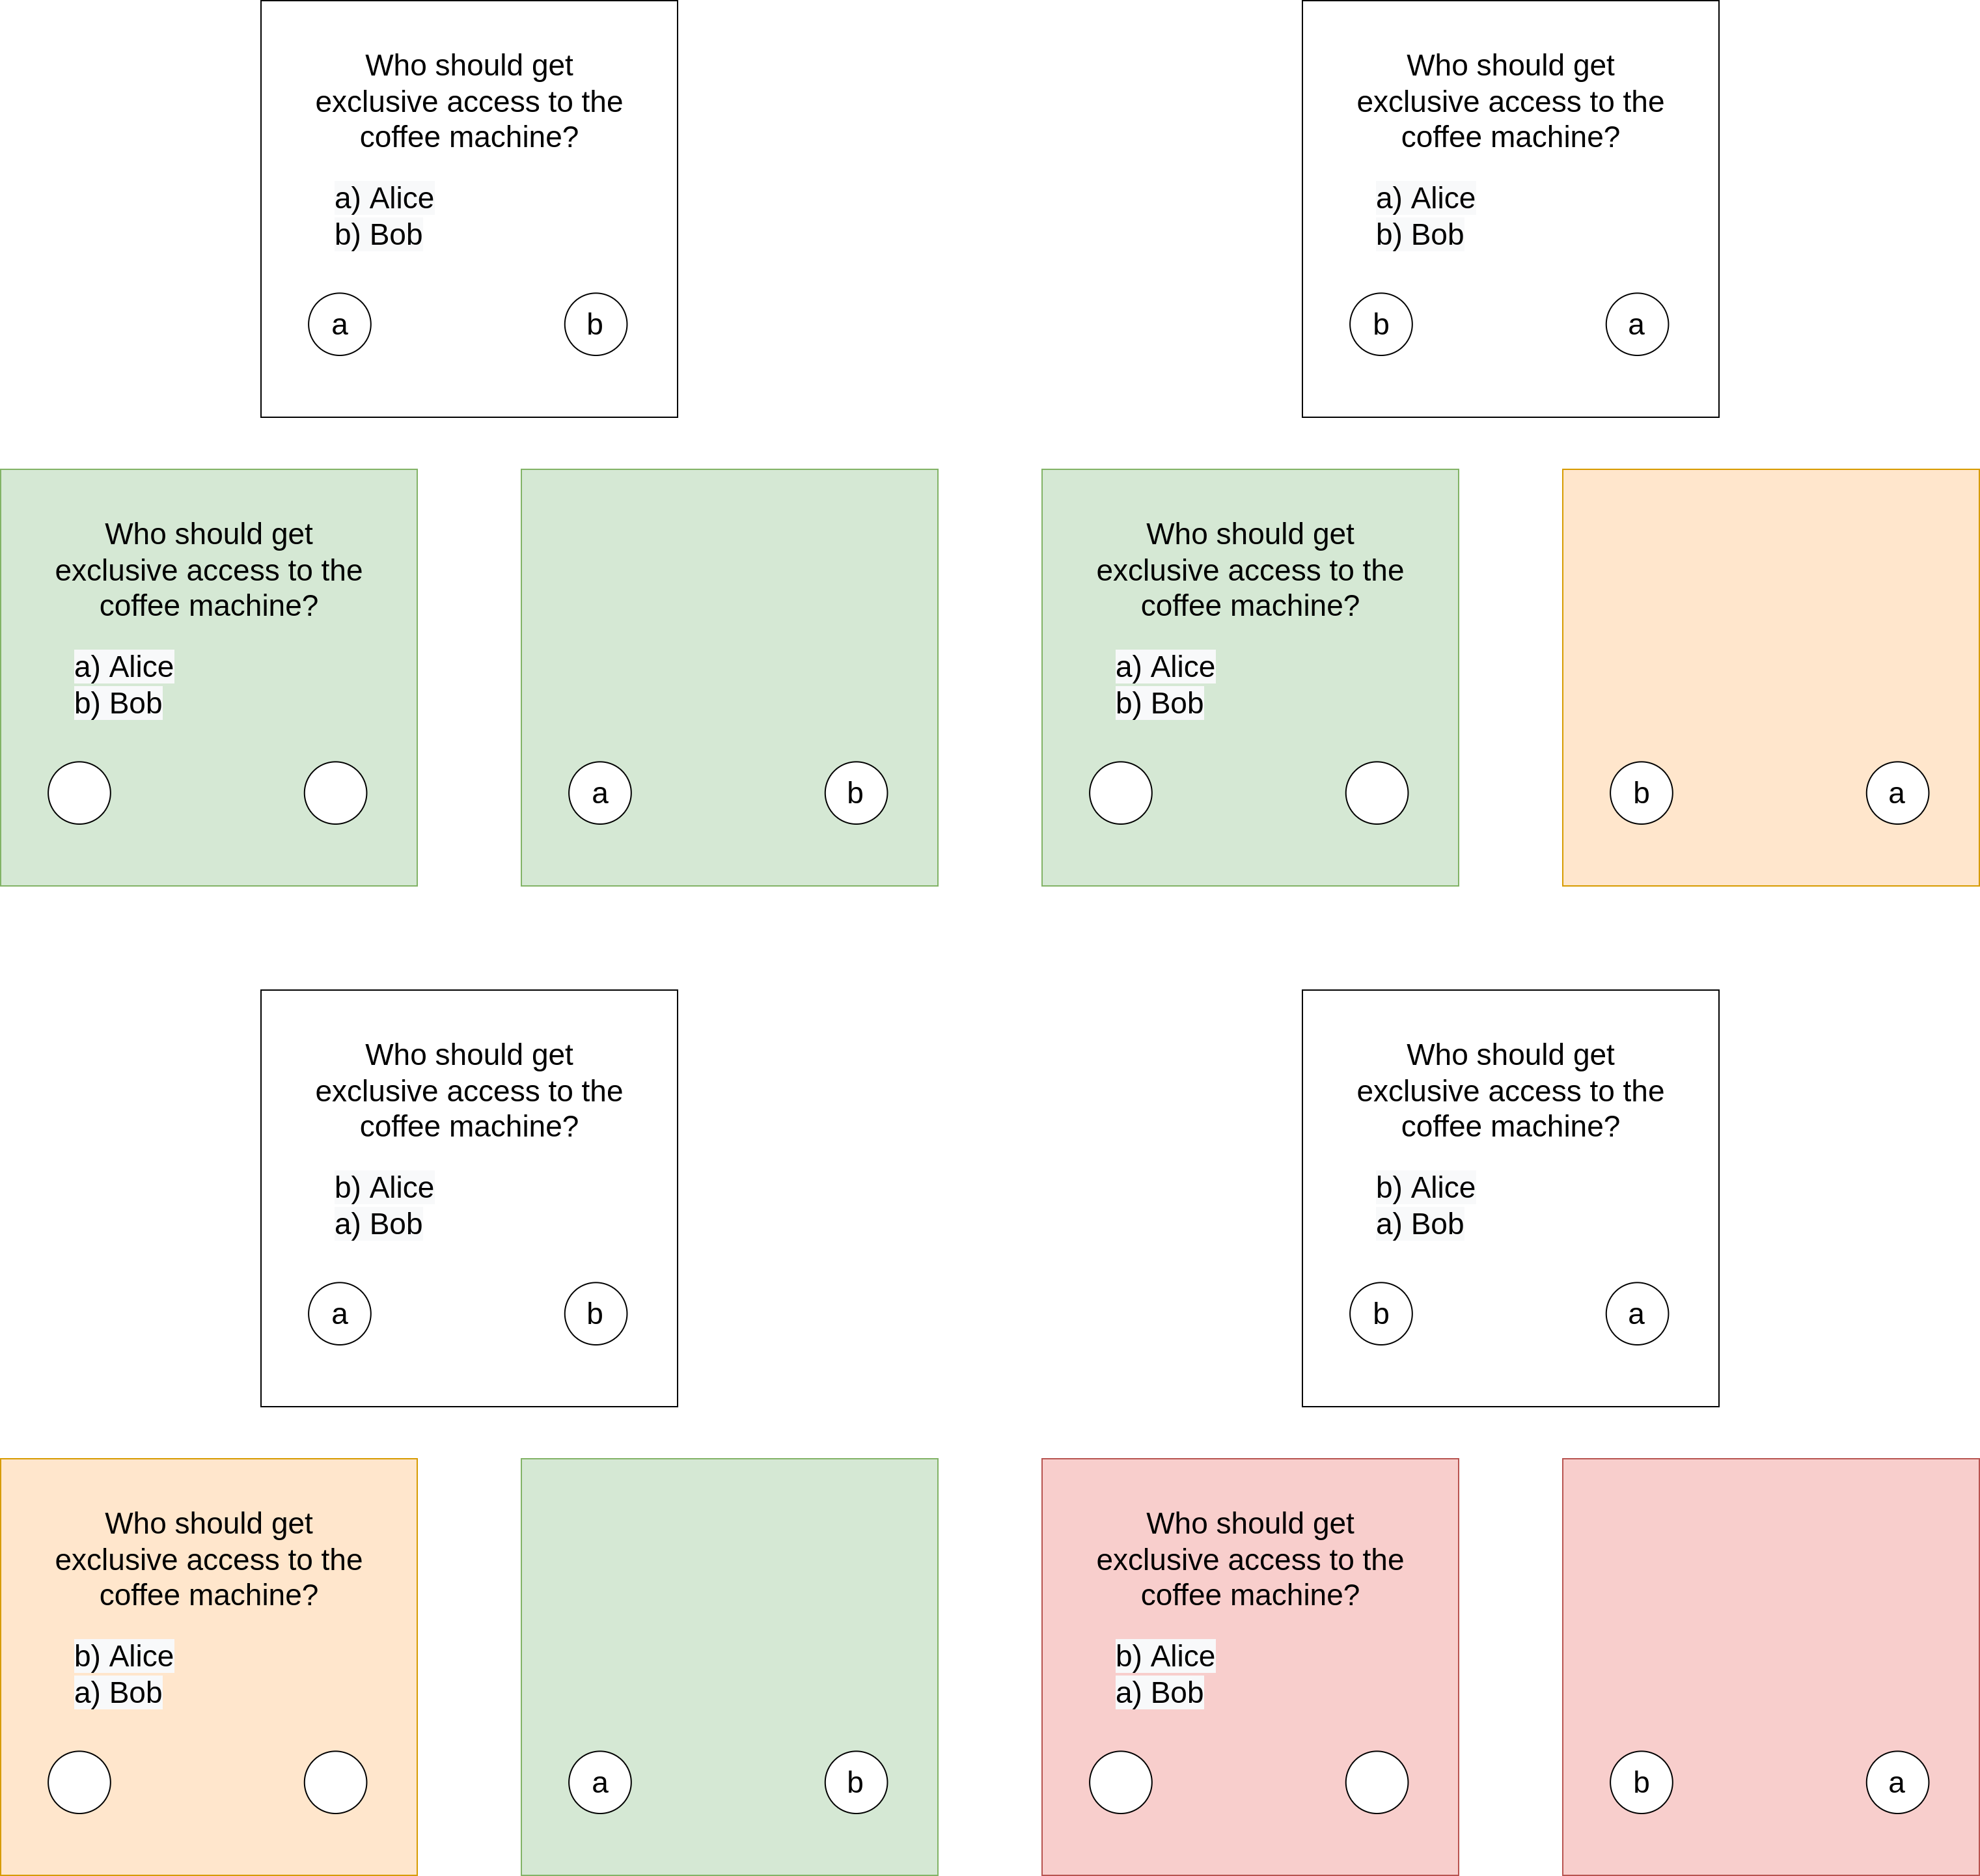 Who should get
exclusive access to the
coffee machine?
a) Alice
b) Bob
a
b
Who should get
exclusive access to the
coffee machine?
a) Alice
b) Bob
b
a
Who should get
exclusive access to the
coffee machine?
a) Alice
b) Bob
a
b
Who should get
exclusive access to the
coffee machine?
a) Alice
b) Bob
b
a
Who should get
exclusive access to the
coffee machine?
b) Alice
a) Bob
a
b
Who should get
exclusive access to the
coffee machine?
b) Alice
a) Bob
b
a
Who should get
exclusive access to the
coffee machine?
b) Alice
a) Bob
a
b
Who should get
exclusive access to the
coffee machine?
b) Alice
a) Bob
b
a